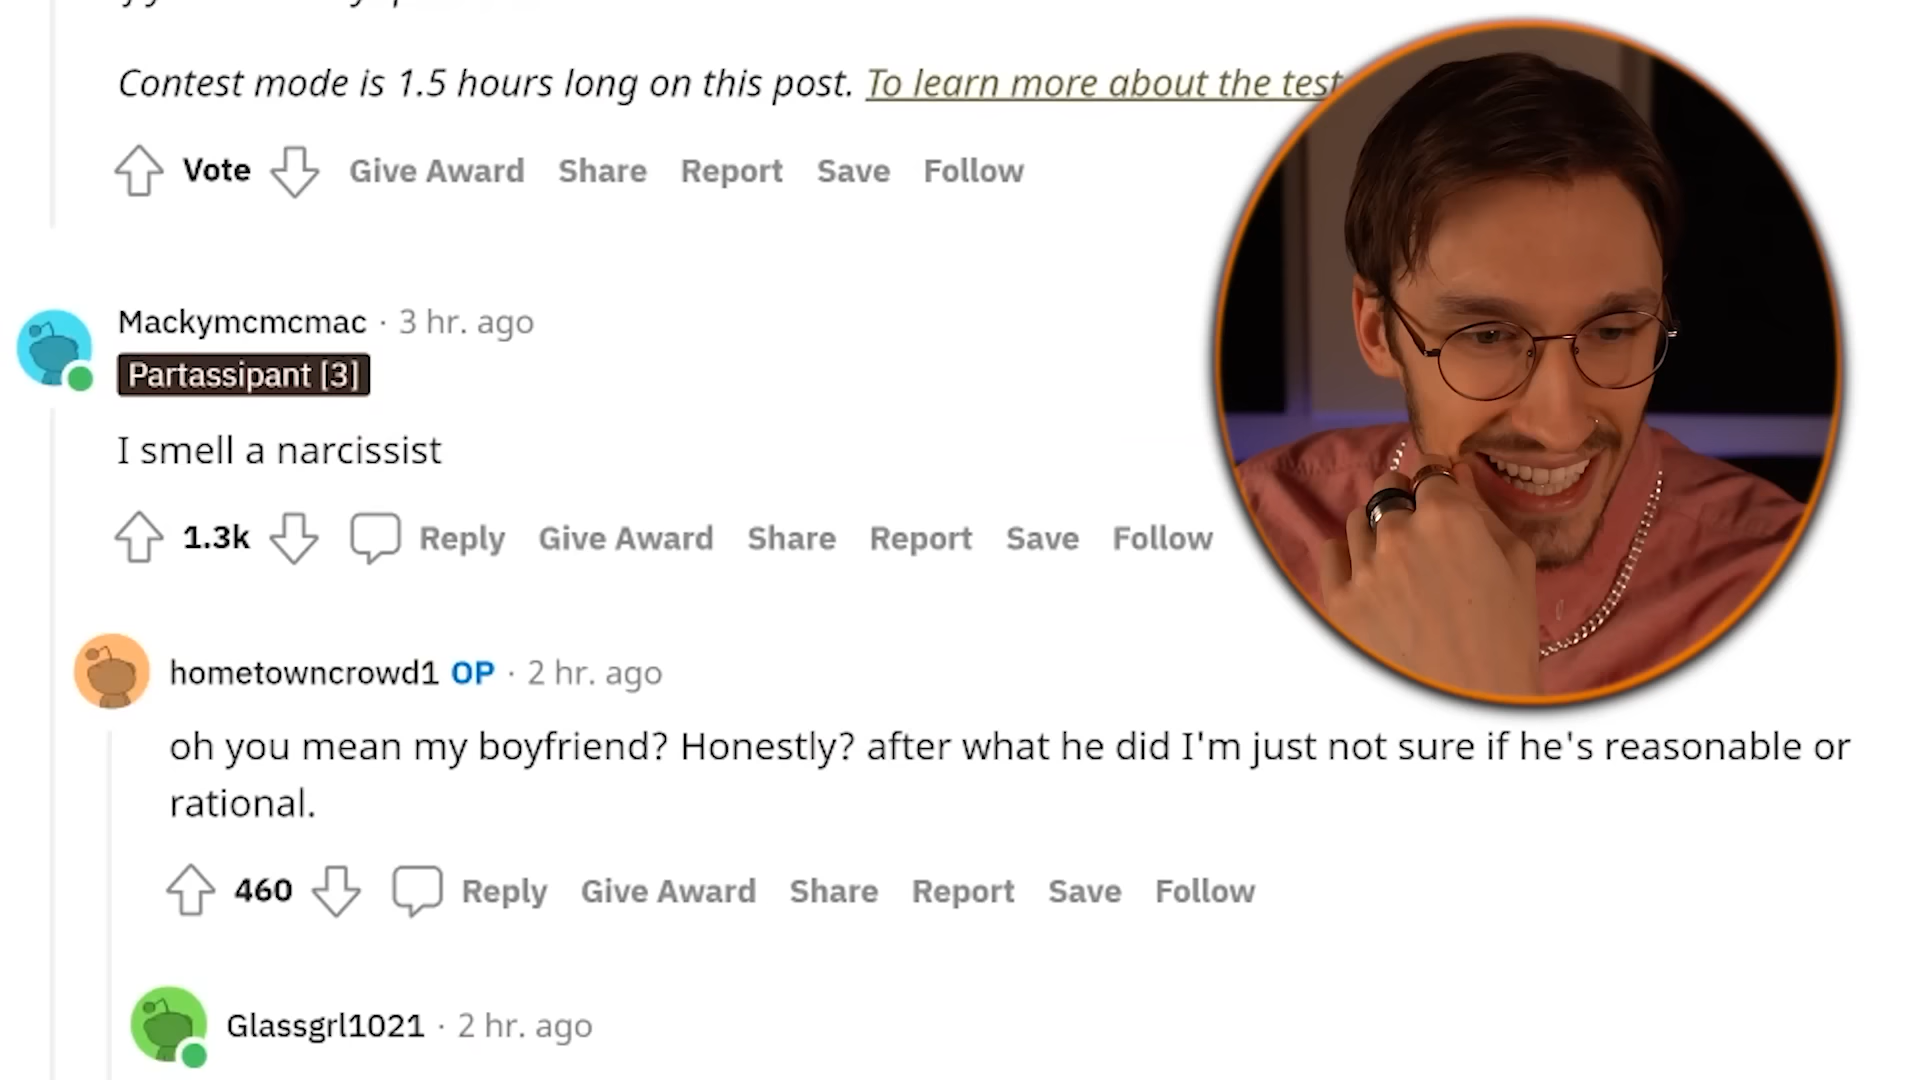 Contest mode is 1.5 hours long on this post. To learn more about the test
Vote Give Award Share Report Save Follow
Mackymcmcmac · 3 hr. ago
Partassipant [3]
I smell a narcissist
1.3k Reply Give Award Share Report Save Follow
hometowncrowd1 OP · 2 hr. ago
oh you mean my boyfriend? Honestly? after what he did I'm just not sure if he's reasonable or
rational.
460 Reply Give Award Share Report Save Follow
Glassgrl1021 · 2 hr. ago